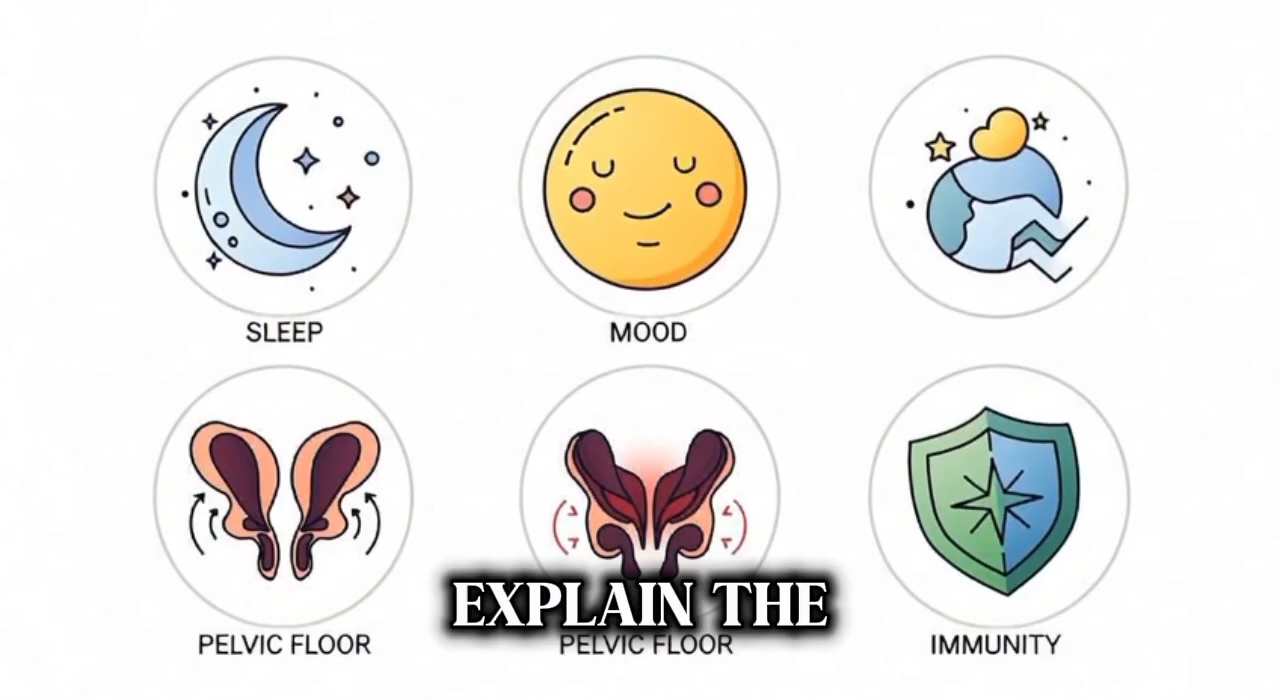 SLEEP
MOOD
EXPLAIN THE
PELVIC FLOOR
PELVIC FLOOR
IMMUNITY